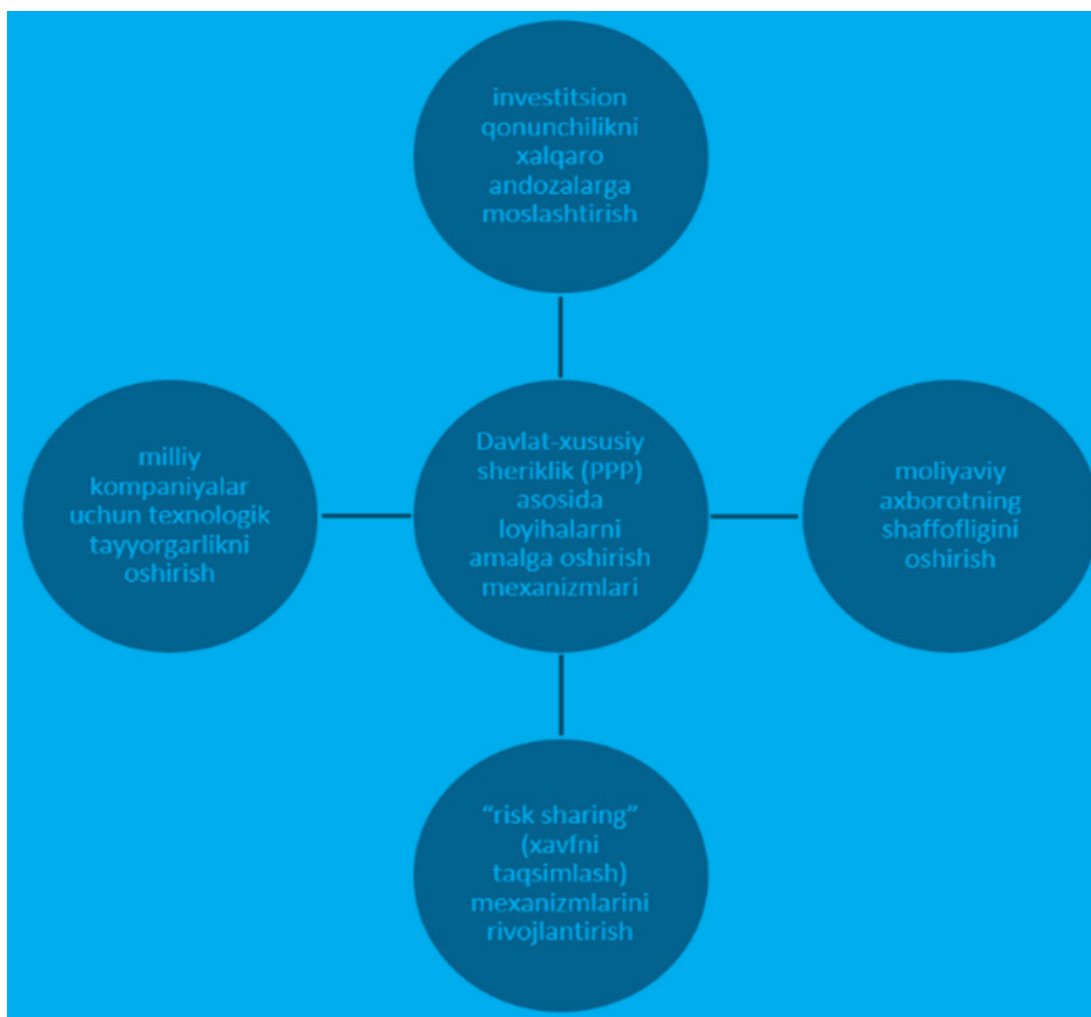 investitsion
qonunchilikni
xalqaro
andozalarga
moslashtirish
milliy
kompaniyalar
uchun texnologik
tayyorgarlikni
oshirish
Davlat-xususiy
sheriklik (PPP)
asosida
loyihalarni
amalga oshirish
mexanizmlari
moliyaviy
axborotning
shaffofligini
oshirish
“risk sharing”
(xavfni
taqsimlash)
mexanizmlarini
rivojlantirish